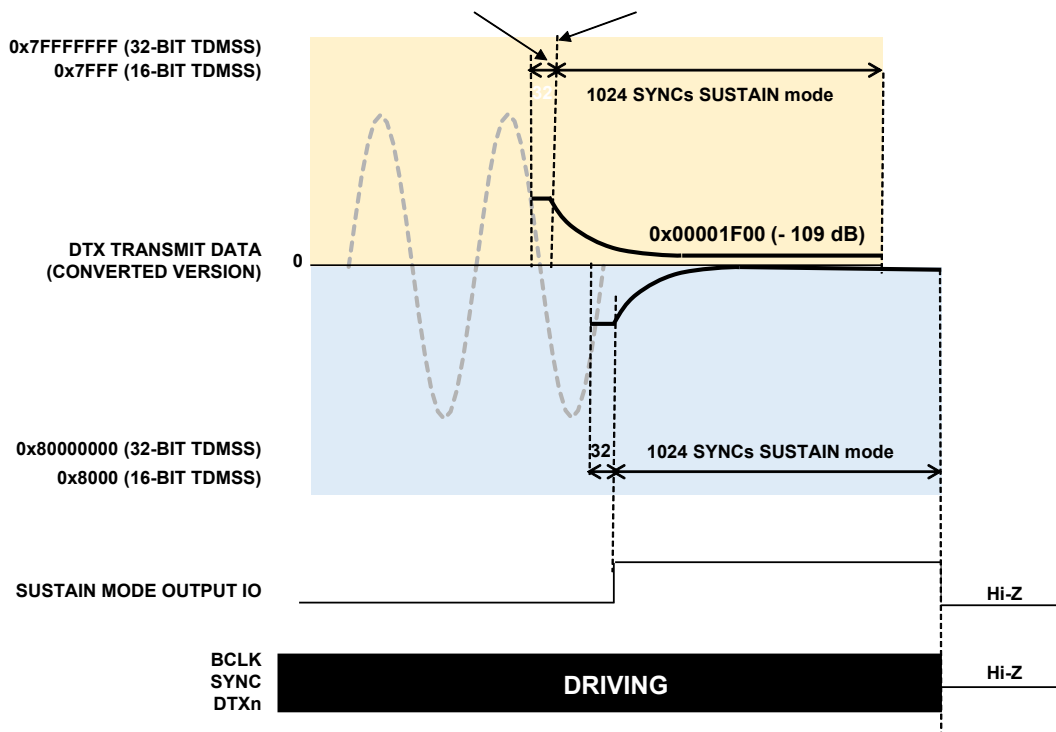 0x7FFFFFFF (32-BIT TDMSS)
0x7FFF (16-BIT TDMSS)
32
1024 SYNCs SUSTAIN mode
0x00001F00 (- 109 dB)
DTX TRANSMIT DATA
(CONVERTED VERSION)
0
0x80000000 (32-BIT TDMSS)
0x8000 (16-BIT TDMSS)
32
1024 SYNCs SUSTAIN mode
SUSTAIN MODE OUTPUT IO
Hi-Z
BCLK
SYNC
DTXn
DRIVING
Hi-Z